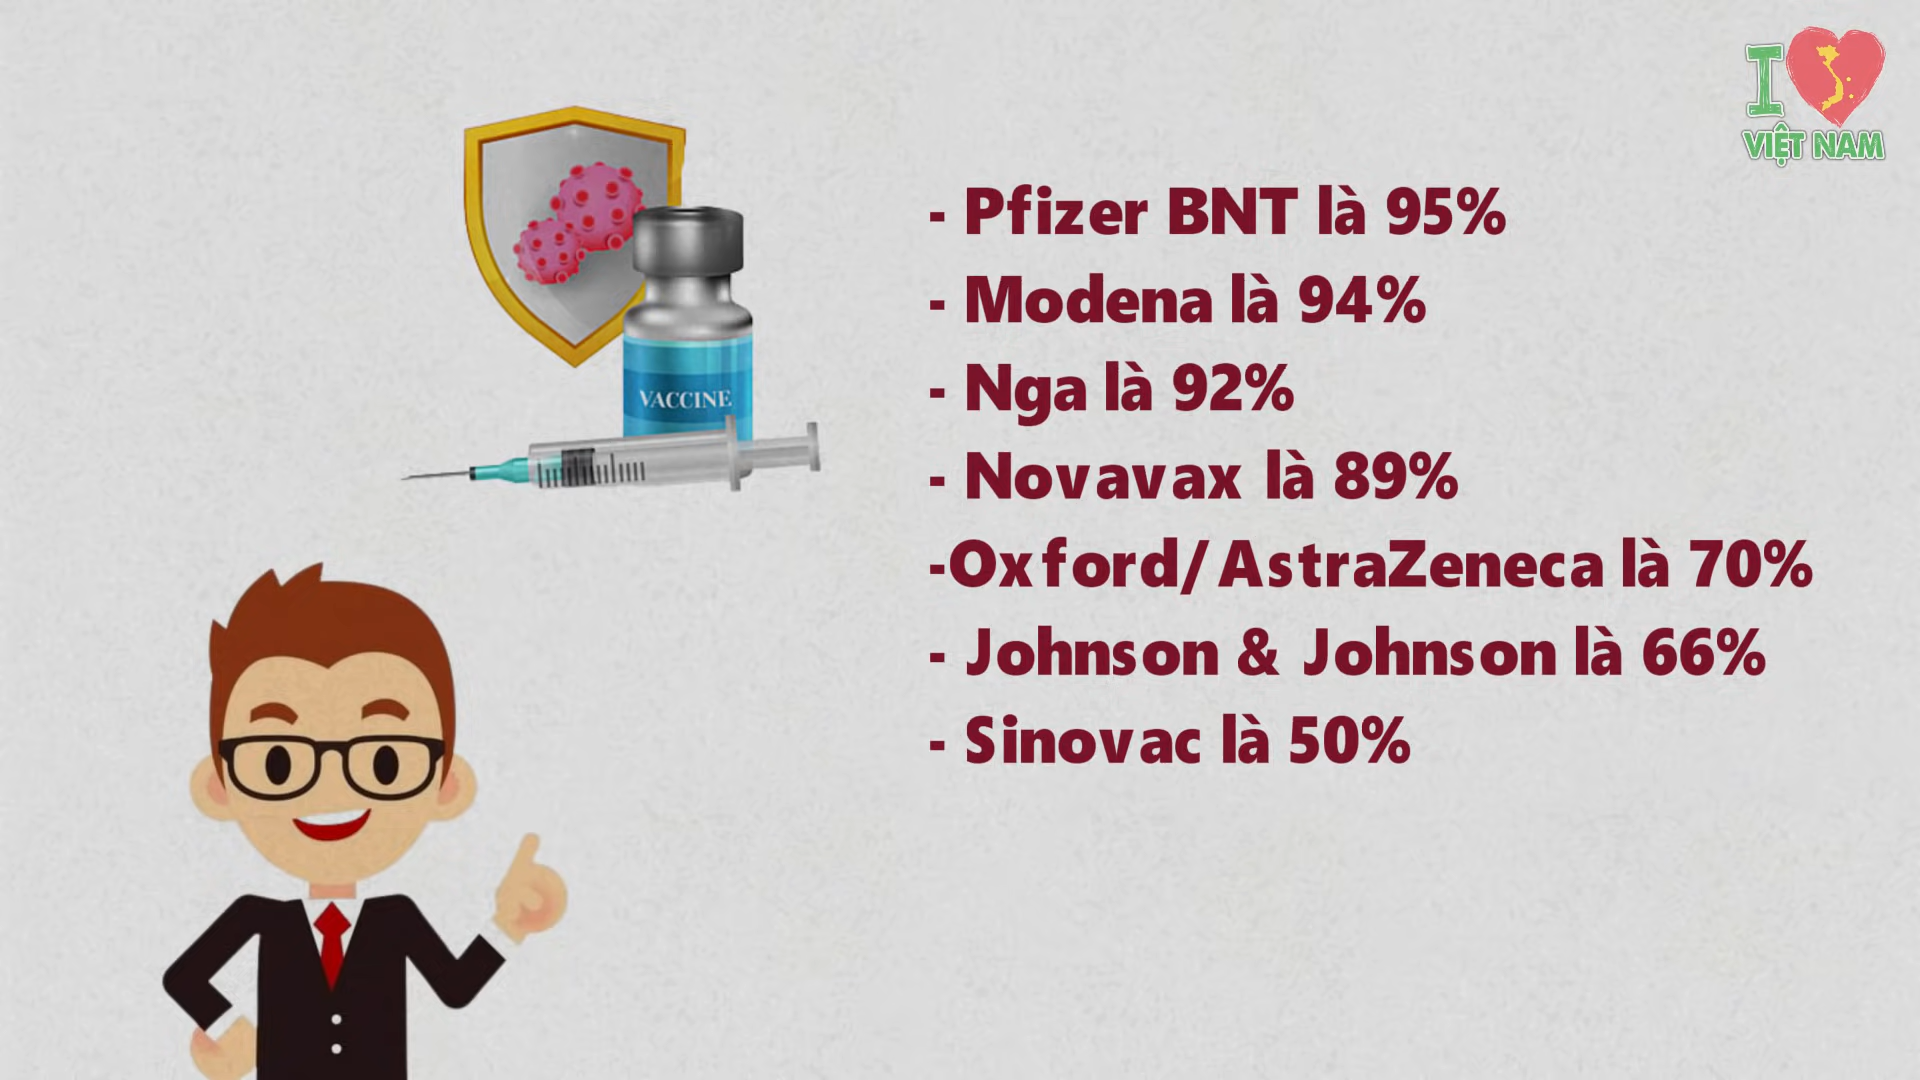 I
VIỆT NAM
VACCINE
- Pfizer BNT là 95%
- Modena là 94%
- Nga là 92%
- Novavax là 89%
-Oxford/AstraZeneca là 70%
- Johnson & Johnson là 66%
- Sinovac là 50%